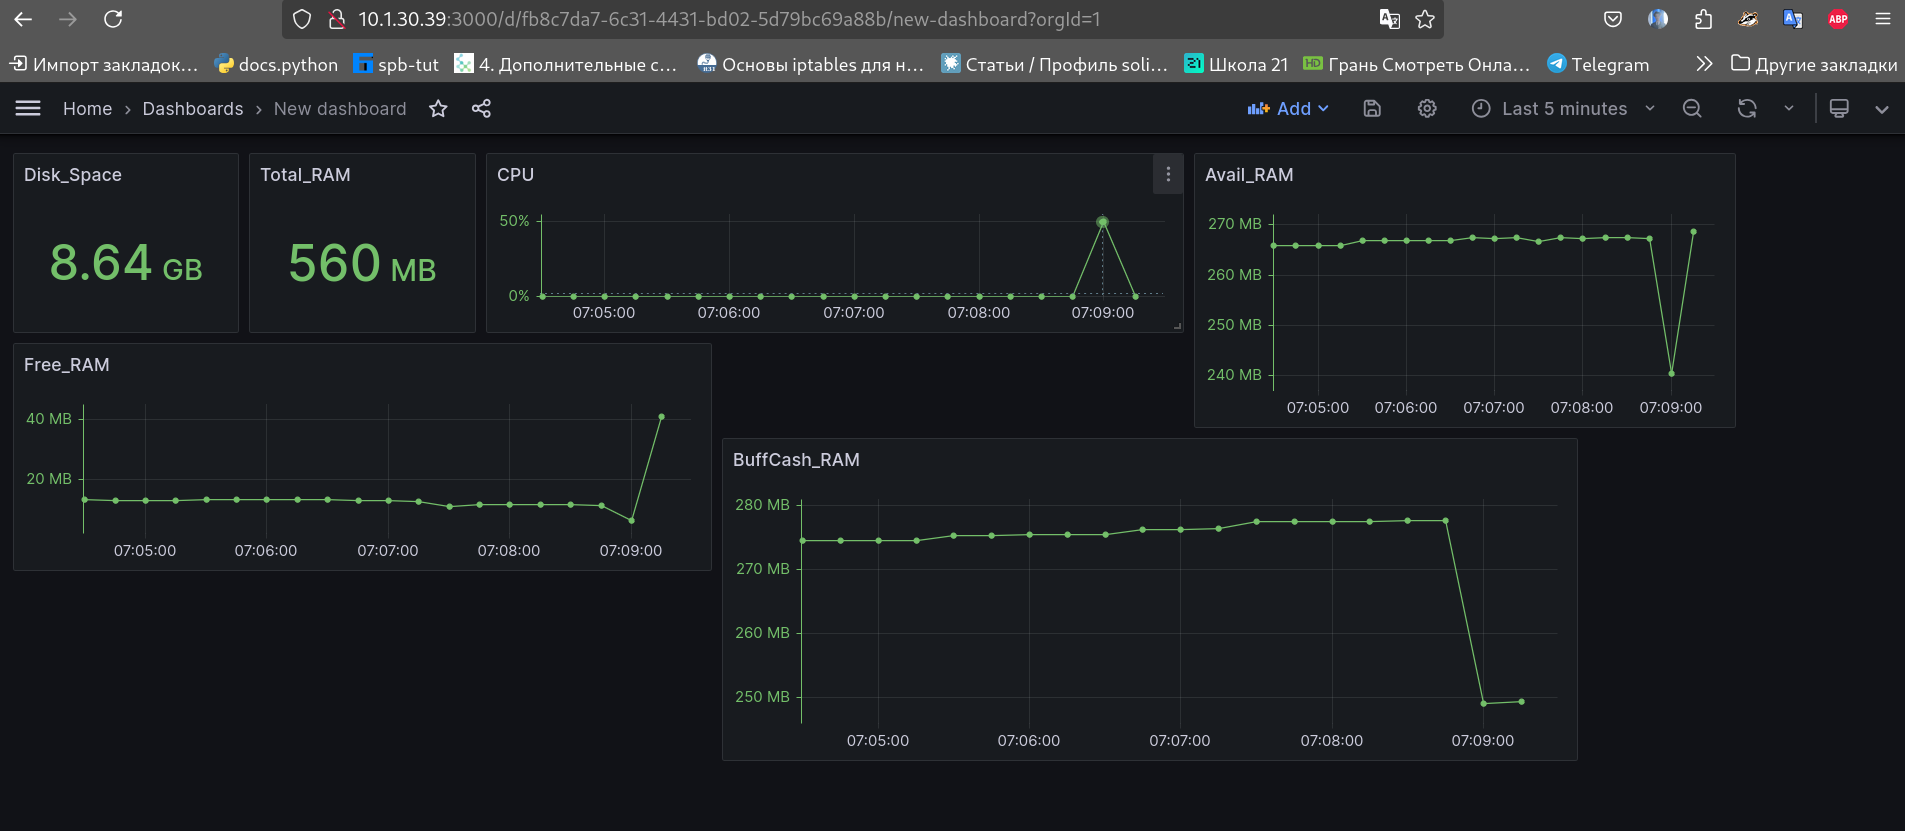 10.1.30.39:3000/d/fb8c7da7-6c31-4431-bd02-5d79bc69a88b/new-dashboard?orgId=1
ABP
Импорт закладок… docs.python spb-tut 4. Дополнительные с… Основы iptables для н… Статьи / Профиль soli… 21 Школа 21 HD Грань Смотреть Онла… Telegram Другие закладки
Home › Dashboards › New dashboard Add Last 5 minutes
Disk_Space
8.64 GB
Total_RAM
560 MB
CPU
50%
0%
07:05:00 07:06:00 07:07:00 07:08:00 07:09:00
Avail_RAM
270 MB
260 MB
250 MB
240 MB
07:05:00 07:06:00 07:07:00 07:08:00 07:09:00
Free_RAM
40 MB
20 MB
07:05:00 07:06:00 07:07:00 07:08:00 07:09:00
BuffCash_RAM
280 MB
270 MB
260 MB
250 MB
07:05:00 07:06:00 07:07:00 07:08:00 07:09:00